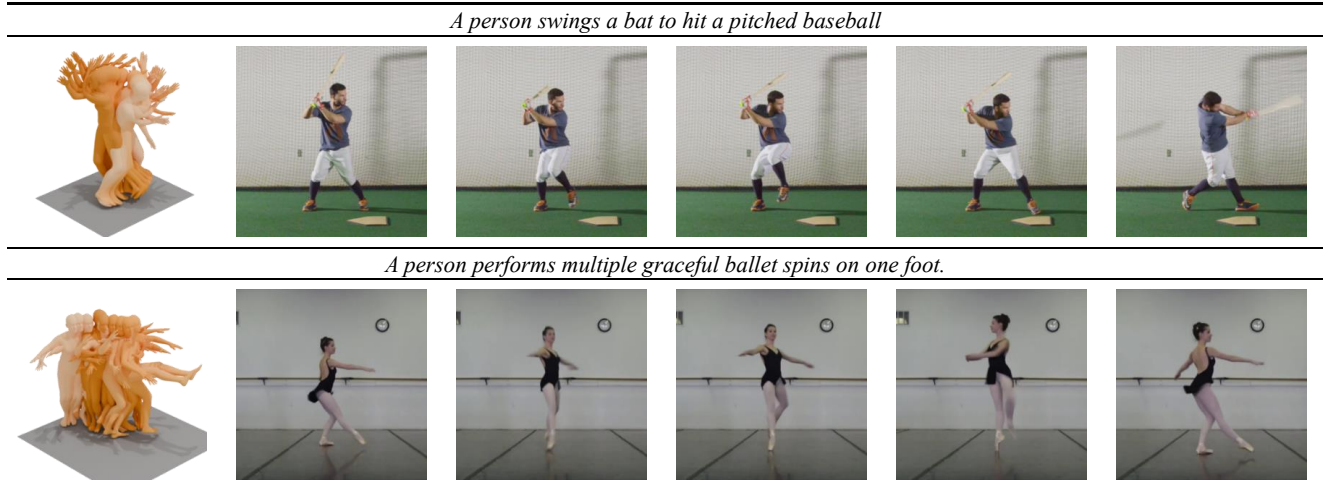 A person swings a bat to hit a pitched baseball
A person performs multiple graceful ballet spins on one foot.